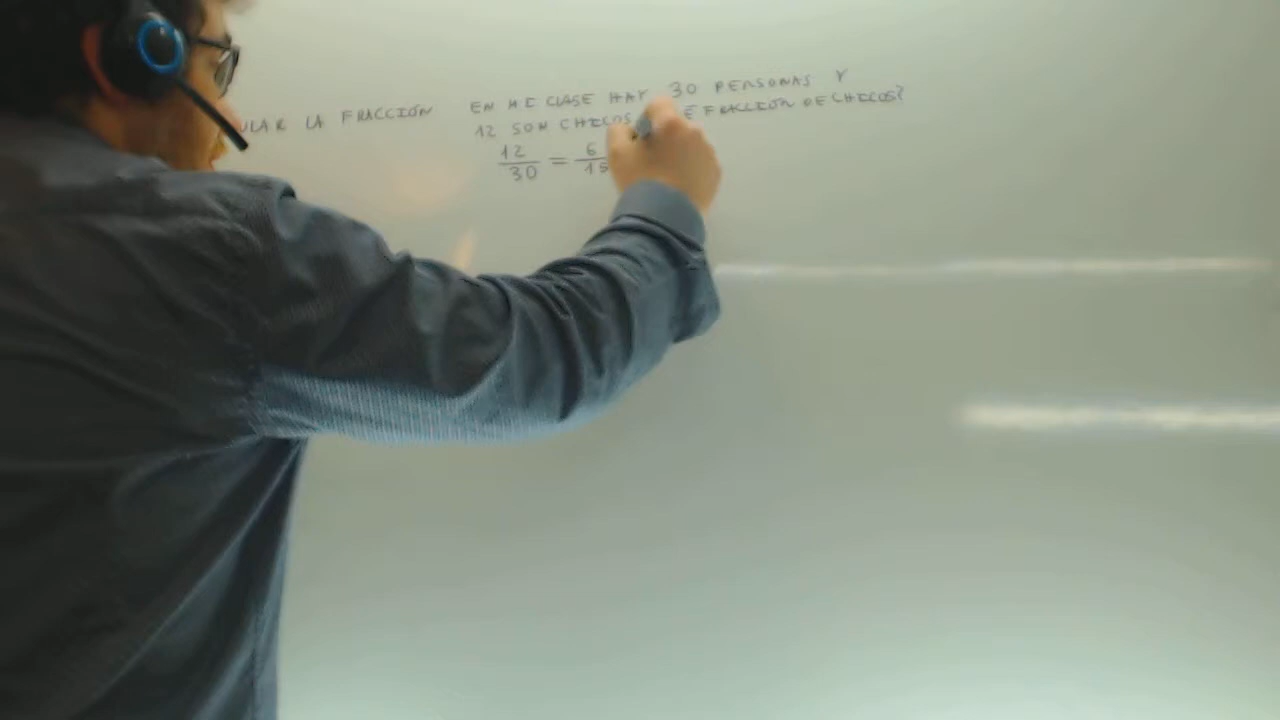 ULAR LA FRACCIÓN
EN MI CLASE HAY 30 PERSONAS Y
12 SON CHICOS E FRACCIÓN DE CHICOS?
12/30 = 6/15